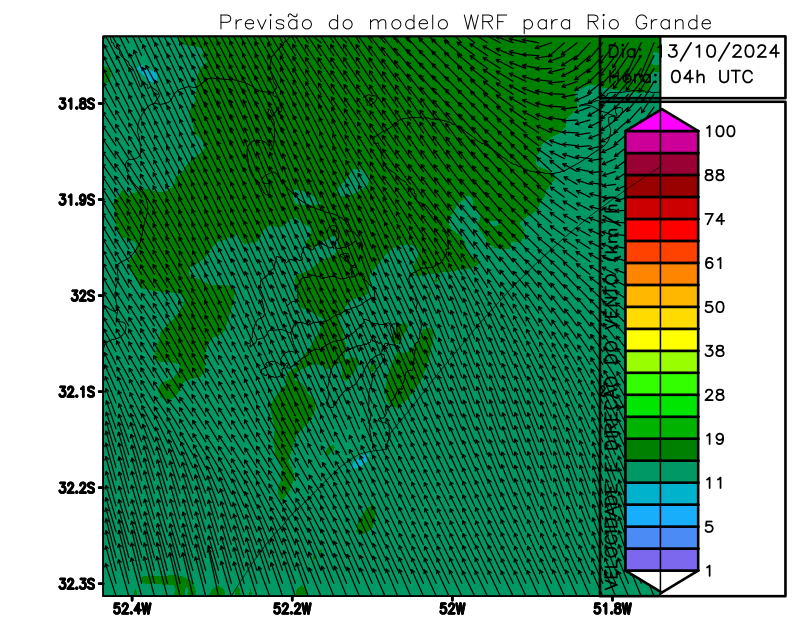 Previsão do modelo WRF para Rio Grande
Dia: 13/10/2024
Hora: 04h UTC
31.8S
31.9S
32S
32.1S
32.2S
32.3S
52.4W
52.2W
52W
51.8W
VELOCIDADE E DIREÇÃO DO VENTO (km/h)
100
88
74
61
50
38
28
19
11
5
1